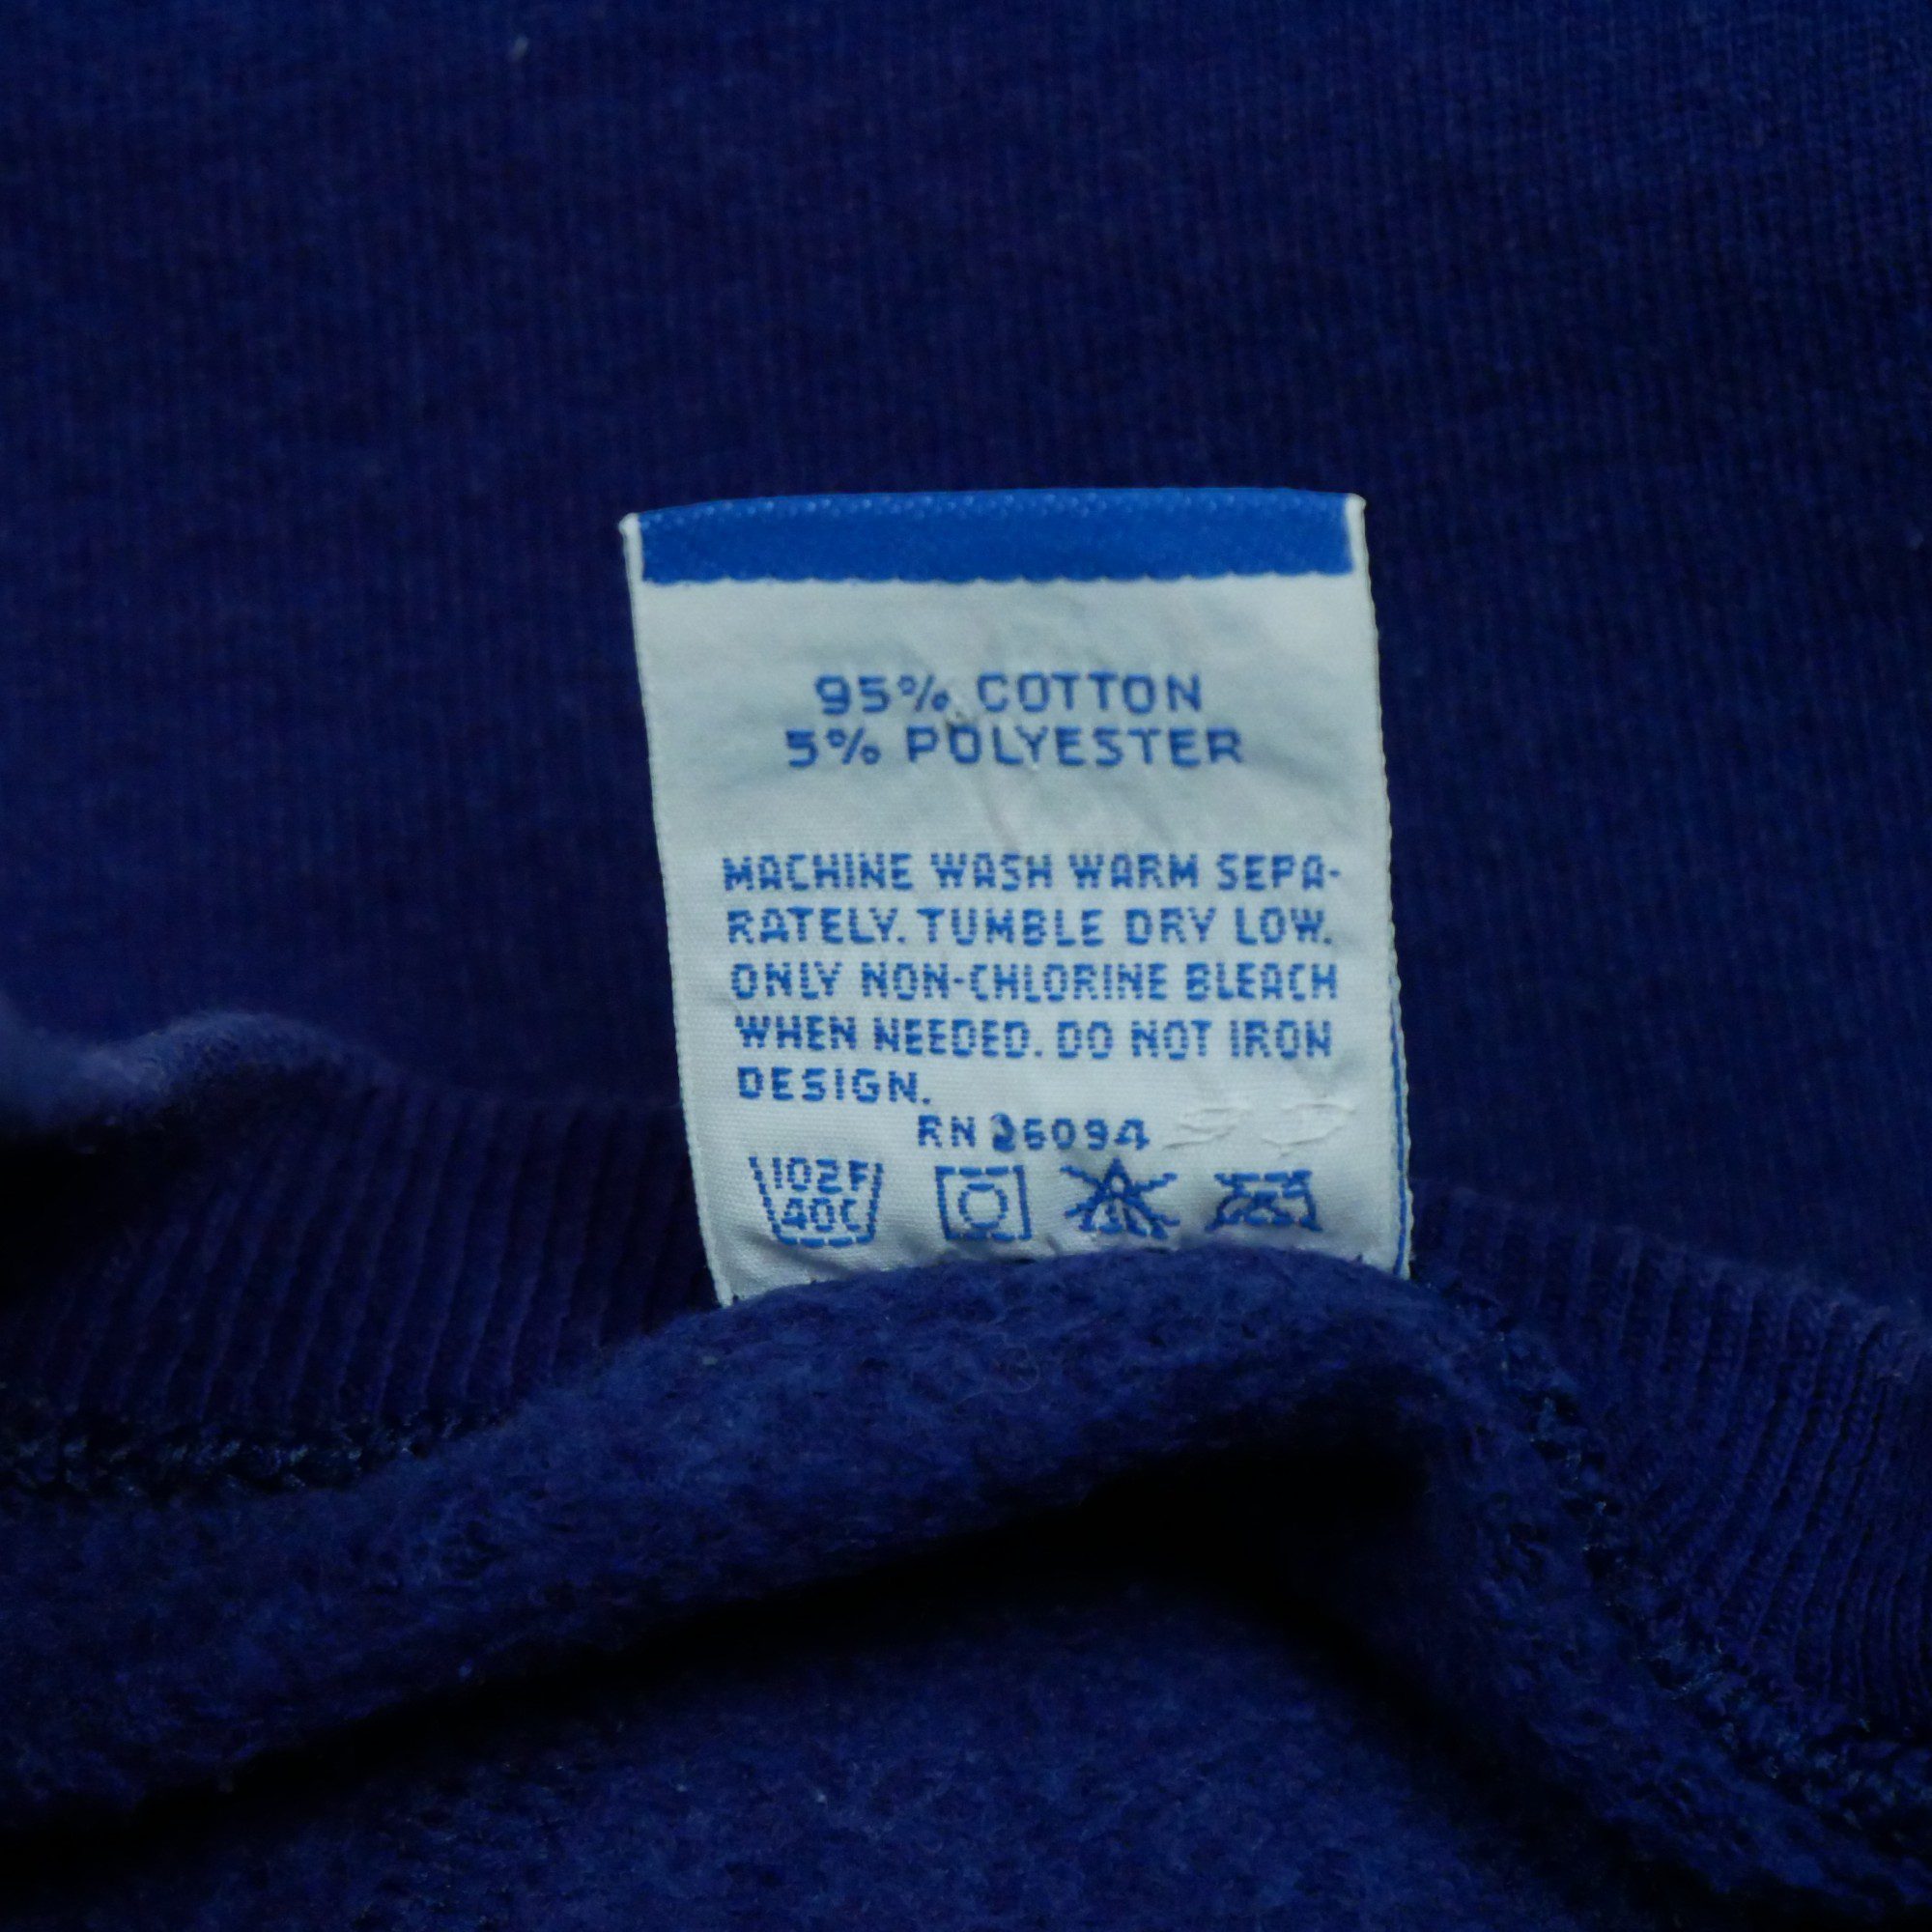 95% COTTON
5% POLYESTER
MACHINE WASH WARM SEPA-
RATELY. TUMBLE DRY LOW.
ONLY NON-CHLORINE BLEACH
WHEN NEEDED. DO NOT IRON
DESIGN.
RN 26094
102F
40C